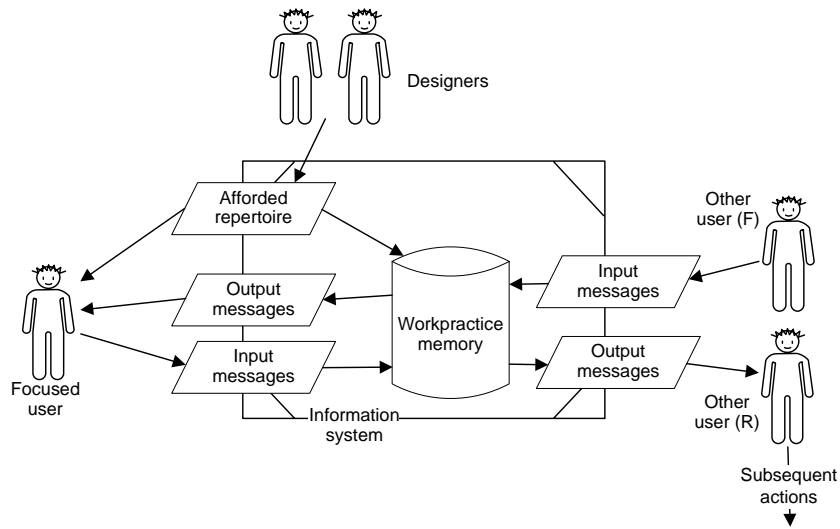 Designers
Afforded
repertoire
Other
user (F)
Output
messages
Input
messages
Workpractice
memory
Input
messages
Output
messages
Focused
user
Information
system
Other
user (R)
Subsequent
actions